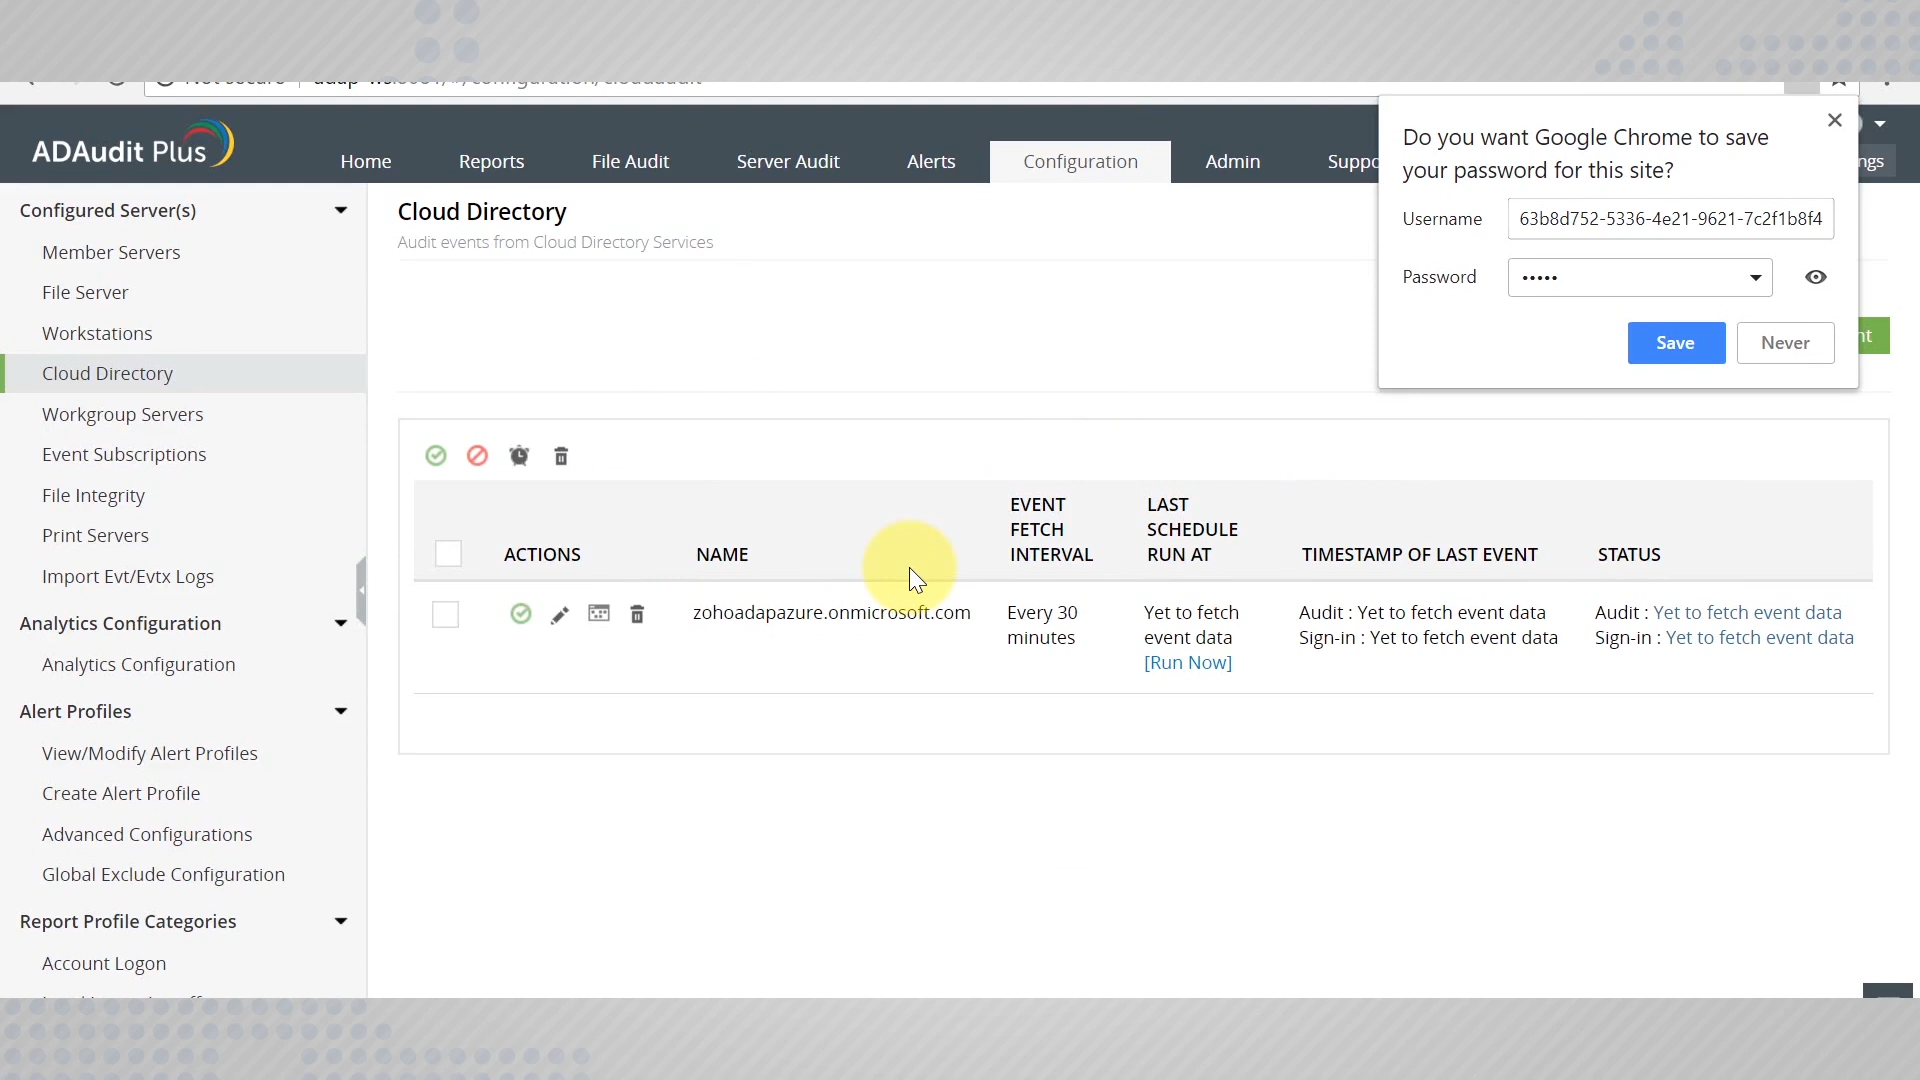 ADAudit Plus
Home
Reports
File Audit
Server Audit
Alerts
Configuration
Admin
Do you want Google Chrome to save
your password for this site?
Username
63b8d752-5336-4e21-9621-7c2f1b8f4
Password
•••••
Save
Never
Configured Server(s)
Member Servers
File Server
Workstations
Cloud Directory
Workgroup Servers
Event Subscriptions
File Integrity
Print Servers
Import Evt/Evtx Logs
Analytics Configuration
Analytics Configuration
Alert Profiles
View/Modify Alert Profiles
Create Alert Profile
Advanced Configurations
Global Exclude Configuration
Report Profile Categories
Account Logon
Cloud Directory
Audit events from Cloud Directory Services
ACTIONS
NAME
EVENT
FETCH
INTERVAL
LAST
SCHEDULE
RUN AT
TIMESTAMP OF LAST EVENT
STATUS
zohoadapazure.onmicrosoft.com
Every 30
minutes
Yet to fetch
event data
[Run Now]
Audit : Yet to fetch event data
Sign-in : Yet to fetch event data
Audit : Yet to fetch event data
Sign-in : Yet to fetch event data